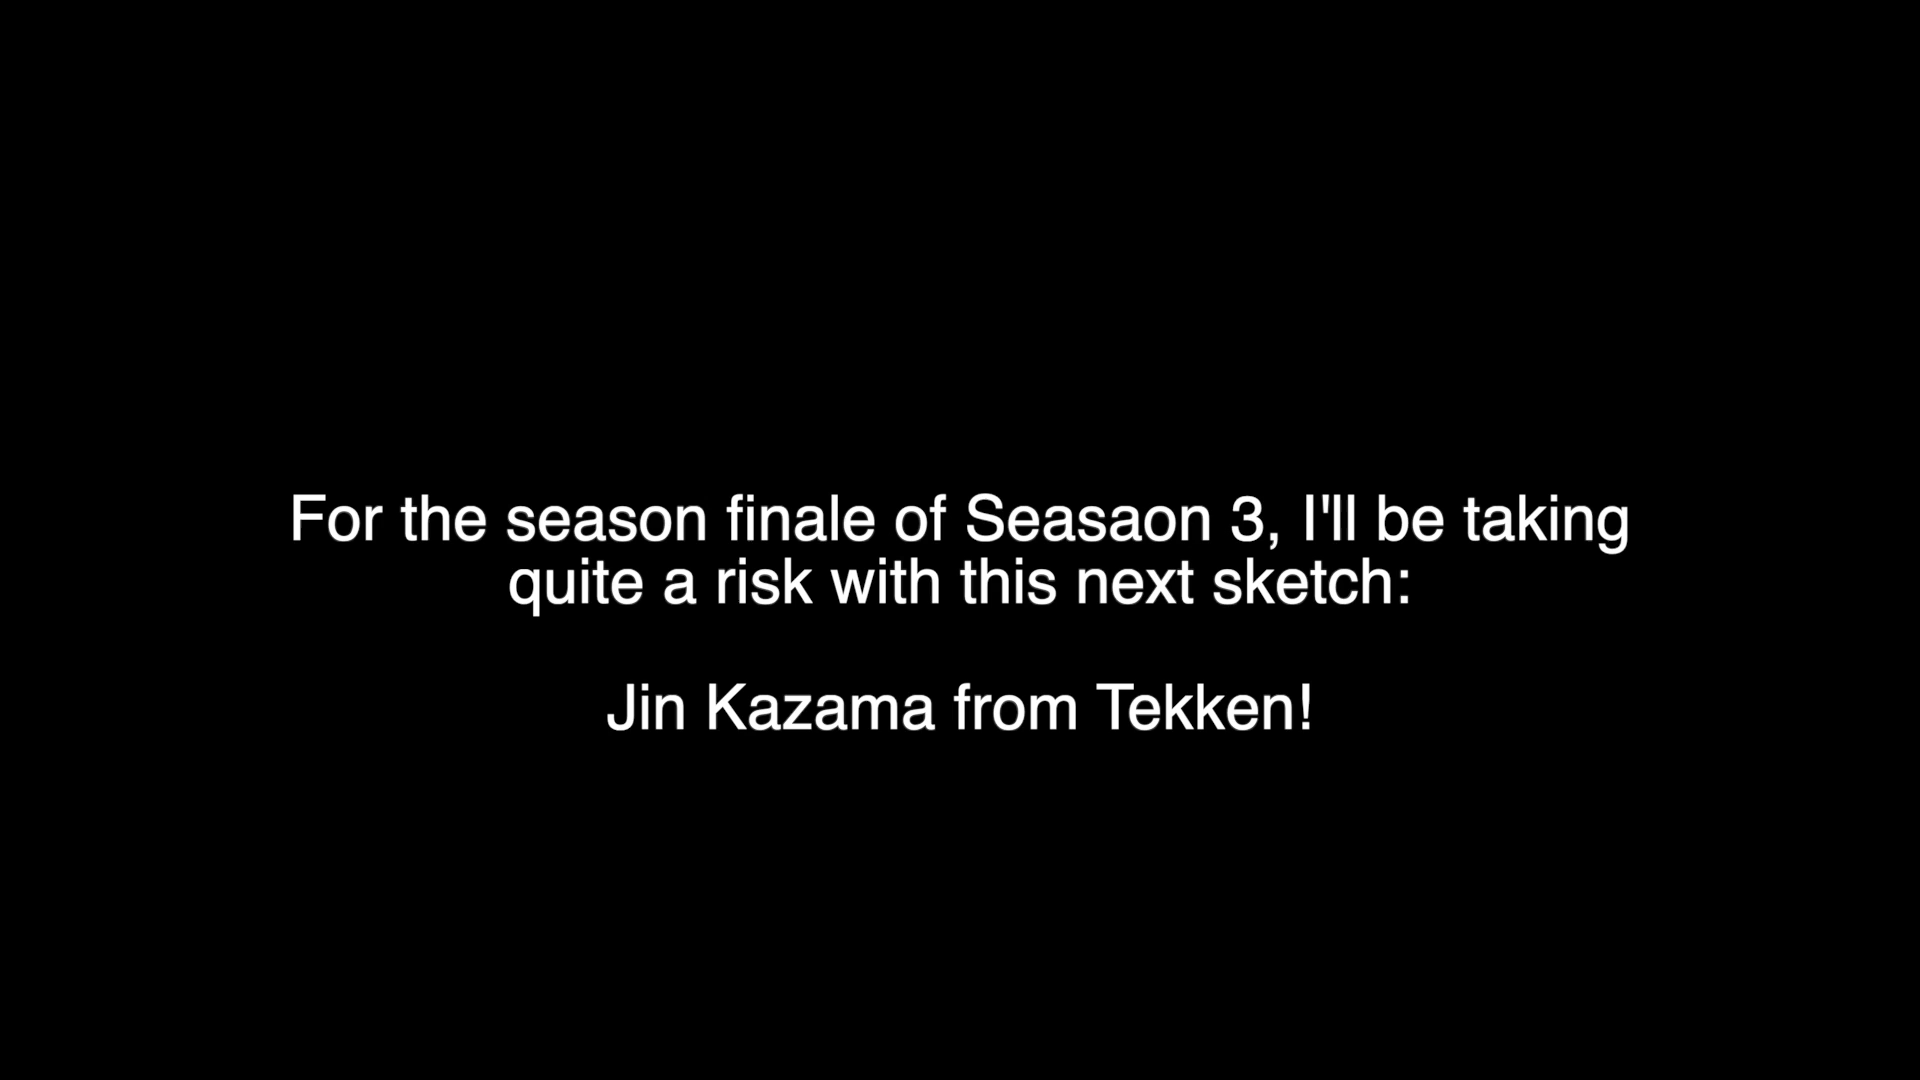 For the season finale of Seasaon 3, I'll be taking
quite a risk with this next sketch:
Jin Kazama from Tekken!